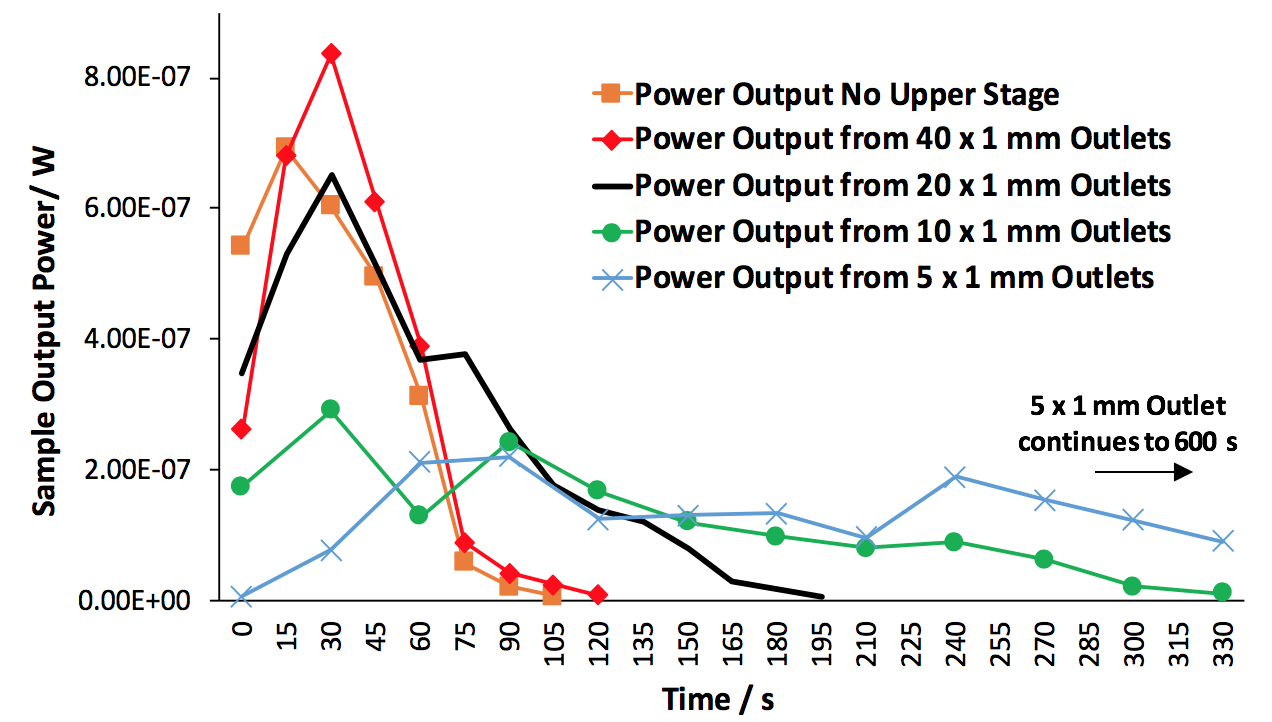 8.00E-07
6.00E-07
4.00E-07
2.00E-07
0.00E+00
Sample Output Power/ W
Power Output No Upper Stage
Power Output from 40 x 1 mm Outlets
Power Output from 20 x 1 mm Outlets
Power Output from 10 x 1 mm Outlets
Power Output from 5 x 1 mm Outlets
5 x 1 mm Outlet
continues to 600 s
0 15 30 45 60 75 90 105 120 135 150 165 180 195 210 225 240 255 270 300 315 330
Time / s